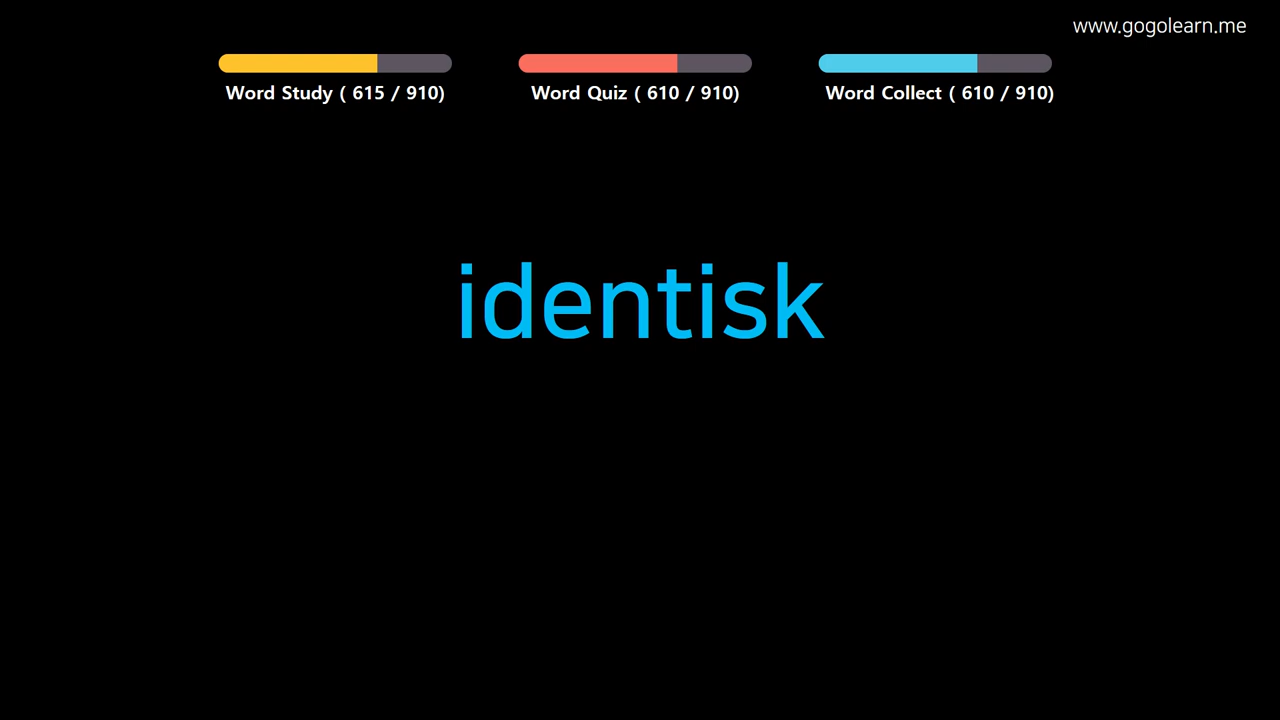 www.gogolearn.me
Word Study ( 615 / 910)
Word Quiz ( 610 / 910)
Word Collect ( 610 / 910)
identisk